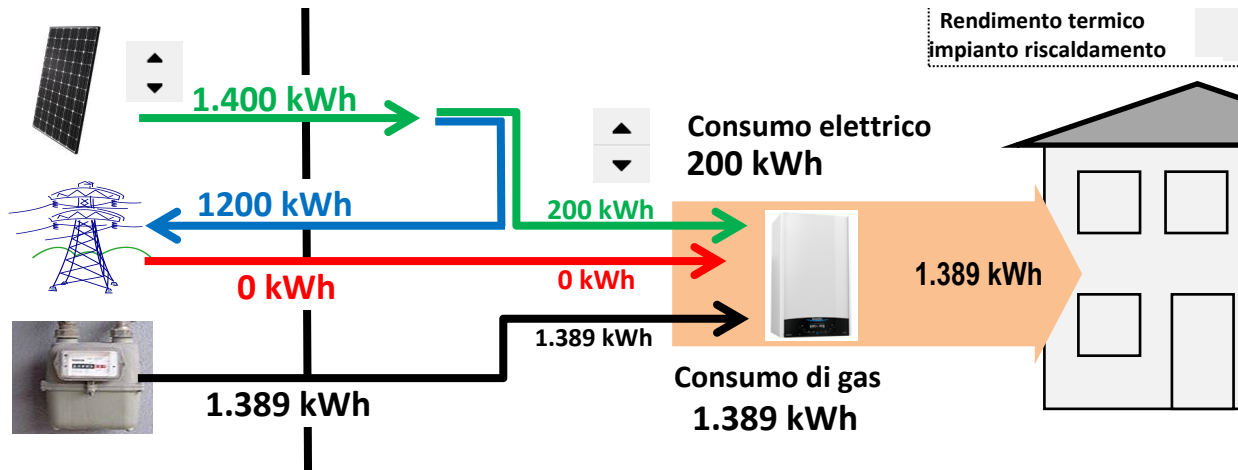 Rendimento termico
impianto riscaldamento
1.400 kWh
Consumo elettrico
200 kWh
1200 kWh
200 kWh
0 kWh
0 kWh
1.389 kWh
1.389 kWh
1.389 kWh
Consumo di gas
1.389 kWh